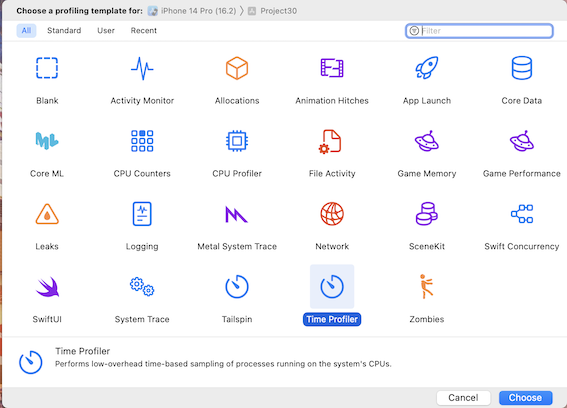 Choose a profiling template for: iPhone 14 Pro (16.2) 〉 Project30
All Standard User Recent Filter
Blank Activity Monitor Allocations Animation Hitches App Launch Core Data
ML
Core ML CPU Counters CPU Profiler File Activity Game Memory Game Performance
Leaks Logging Metal System Trace Network SceneKit Swift Concurrency
SwiftUI System Trace Tailspin Time Profiler Zombies
Time Profiler
Performs low-overhead time-based sampling of processes running on the system's CPUs.
Cancel Choose